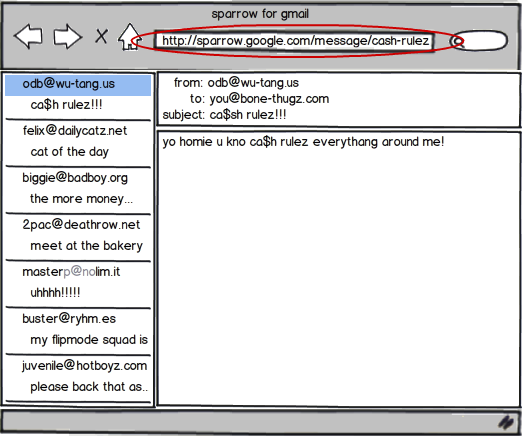 sparrow for gmail
http://sparrow.google.com/message/cash-rulez
odb@wu-tang.us
ca$h rulez!!!
felix@dailycatz.net
cat of the day
biggie@badboy.org
the more money...
2pac@deathrow.net
meet at the bakery
masterp@nolim.it
uhhhh!!!!!
buster@ryhm.es
my flipmode squad is
juvenile@hotboyz.com
please back that as..
from: odb@wu-tang.us
to: you@bone-thugz.com
subject: ca$sh rulez!!!
yo homie u kno ca$h rulez everythang around me!